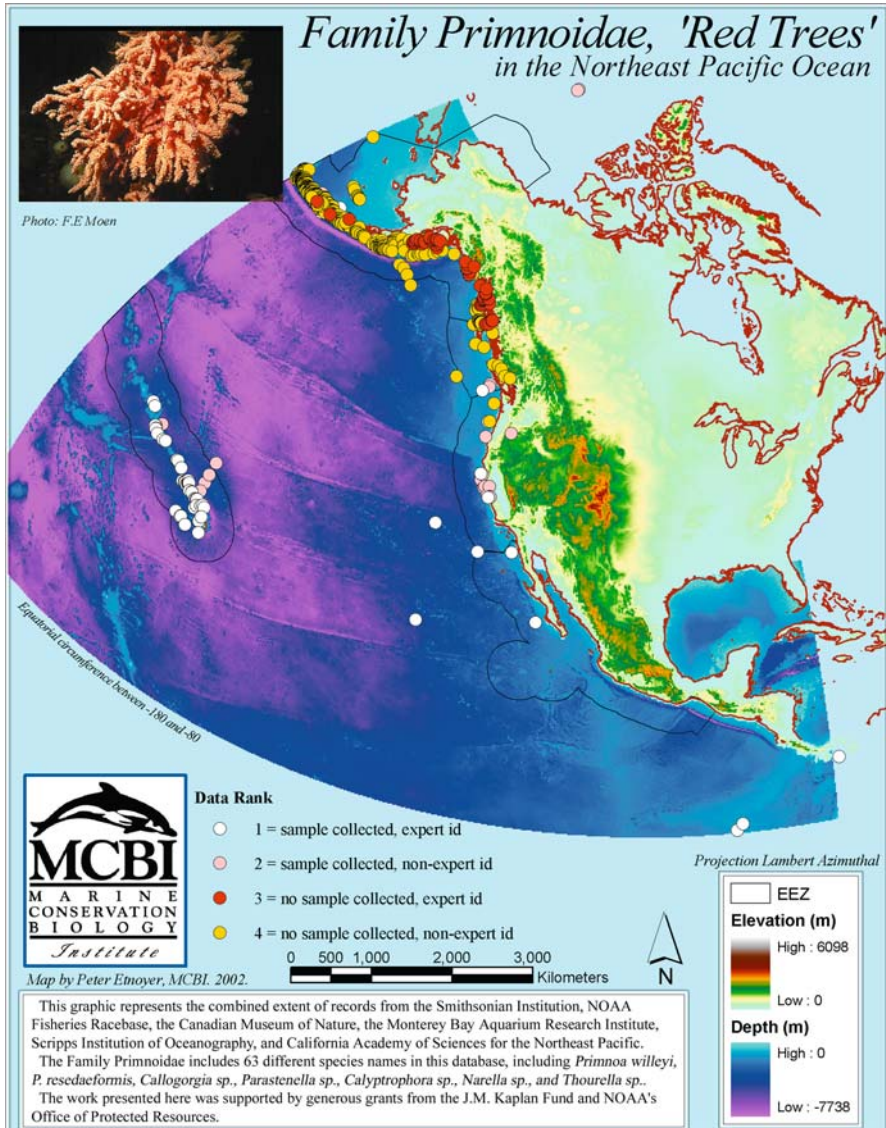 Family Primnoidae, 'Red Trees'
in the Northeast Pacific Ocean
Photo: F.E Moen
Equatorial circumference between -180 and -80
MCBI
MARINE
CONSERVATION
BIOLOGY
Institute
Map by Peter Etnoyer, MCBI. 2002.
Data Rank
1 = sample collected, expert id
2 = sample collected, non-expert id
3 = no sample collected, expert id
4 = no sample collected, non-expert id
0 500 1,000 2,000 3,000
Kilometers
N
Projection Lambert Azimuthal
EEZ
Elevation (m)
High : 6098
Low : 0
Depth (m)
High : 0
Low : -7738
This graphic represents the combined extent of records from the Smithsonian Institution, NOAA
Fisheries Racebase, the Canadian Museum of Nature, the Monterey Bay Aquarium Research Institute,
Scripps Institution of Oceanography, and California Academy of Sciences for the Northeast Pacific.
The Family Primnoidae includes 63 different species names in this database, including Primnoa willeyi,
P. resedaeformis, Callogorgia sp., Parastenella sp., Calyptrophora sp., Narella sp., and Thourella sp..
The work presented here was supported by generous grants from the J.M. Kaplan Fund and NOAA's
Office of Protected Resources.